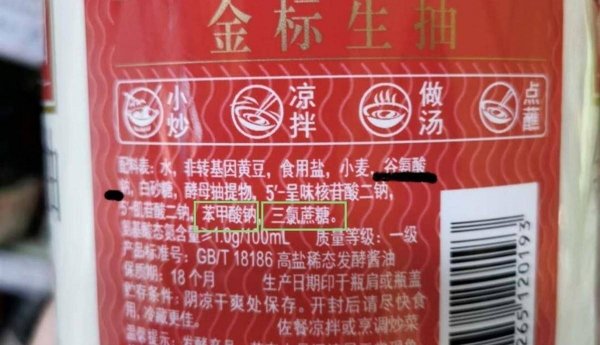 金标生抽
小炒
凉拌
做汤
点蘸
配料表：水，非转基因黄豆，食用盐，小麦，谷氨酸
钠，白砂糖，酵母抽提物，5'-呈味核苷酸二钠，
5'-肌苷酸二钠，苯甲酸钠，三氯蔗糖。
氨基酸态氮含量≥1.0g/100mL 质量等级：一级
产品标准号：GB/T 18186 高盐稀态发酵酱油
保质期：18个月 生产日期印于瓶肩或瓶盖
贮存条件：阴凉干爽处保存。开封后请尽快食
用，冷藏更佳。 佐餐凉拌或烹调炒菜
265120193